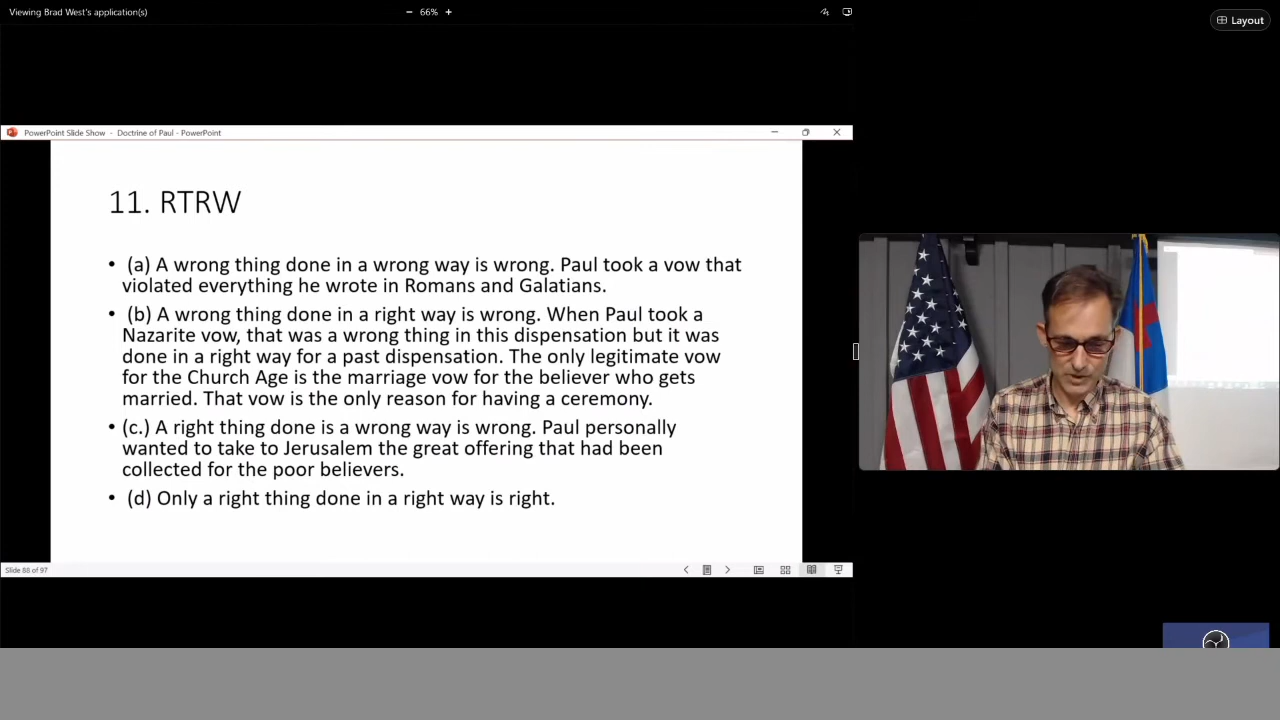 Viewing Brad West's application(s)
66%
Layout
PowerPoint Slide Show - Doctrine of Paul - PowerPoint
11. RTRW
• (a) A wrong thing done in a wrong way is wrong. Paul took a vow that
violated everything he wrote in Romans and Galatians.
• (b) A wrong thing done in a right way is wrong. When Paul took a
Nazarite vow, that was a wrong thing in this dispensation but it was
done in a right way for a past dispensation. The only legitimate vow
for the Church Age is the marriage vow for the believer who gets
married. That vow is the only reason for having a ceremony.
• (c.) A right thing done is a wrong way is wrong. Paul personally
wanted to take to Jerusalem the great offering that had been
collected for the poor believers.
• (d) Only a right thing done in a right way is right.
Slide 88 of 97